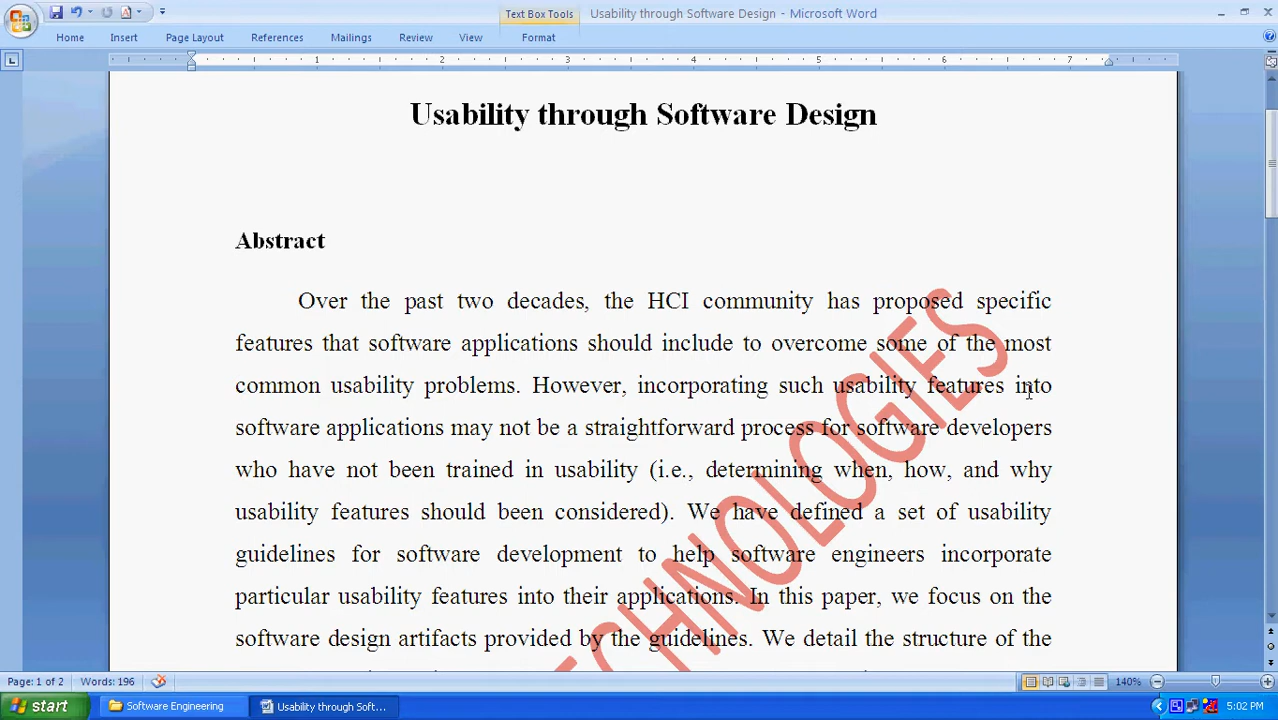 Text Box Tools
Usability through Software Design - Microsoft Word
Home Insert Page Layout References Mailings Review View Format
1 2 3 4 5 6 7
Usability through Software Design
Abstract
Over the past two decades, the HCI community has proposed specific
features that software applications should include to overcome some of the most
common usability problems. However, incorporating such usability features into
software applications may not be a straightforward process for software developers
who have not been trained in usability (i.e., determining when, how, and why
usability features should been considered). We have defined a set of usability
guidelines for software development to help software engineers incorporate
particular usability features into their applications. In this paper, we focus on the
software design artifacts provided by the guidelines. We detail the structure of the
TECHNOLOGIES
Page: 1 of 2 Words: 196 140%
start Software Engineering Usability through Soft... 5:02 PM